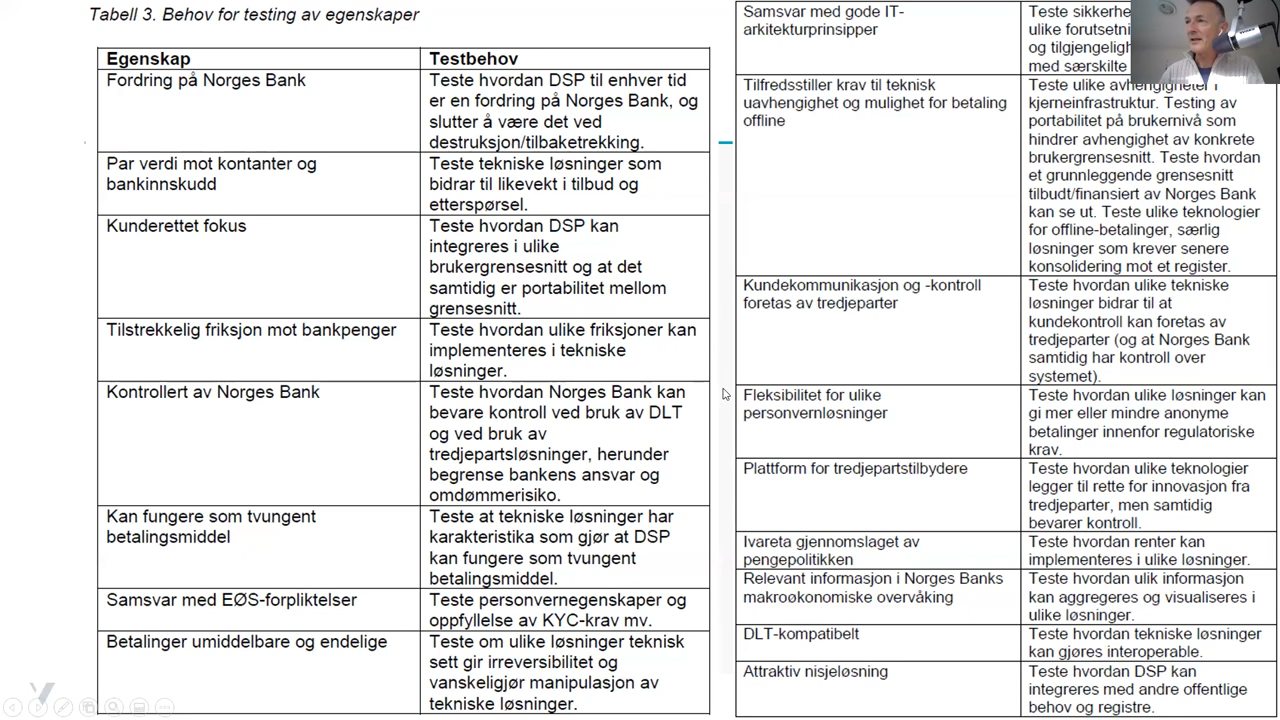 Tabell 3. Behov for testing av egenskaper
Egenskap
Testbehov
Fordring på Norges Bank
Teste hvordan DSP til enhver tid
er en fordring på Norges Bank, og
slutter å være det ved
destruksjon/tilbaketrekking.
Par verdi mot kontanter og
bankinnskudd
Teste tekniske løsninger som
bidrar til likevekt i tilbud og
etterspørsel.
Kunderettet fokus
Teste hvordan DSP kan
integreres i ulike
brukergrensesnitt og at det
samtidig er portabilitet mellom
grensesnitt.
Tilstrekkelig friksjon mot bankpenger
Teste hvordan ulike friksjoner kan
implementeres i tekniske
løsninger.
Kontrollert av Norges Bank
Teste hvordan Norges Bank kan
bevare kontroll ved bruk av DLT
og ved bruk av
tredjepartsløsninger, herunder
begrense bankens ansvar og
omdømmerisiko.
Kan fungere som tvungent
betalingsmiddel
Teste at tekniske løsninger har
karakteristika som gjør at DSP
kan fungere som tvungent
betalingsmiddel.
Samsvar med EØS-forpliktelser
Teste personvernegenskaper og
oppfyllelse av KYC-krav mv.
Betalinger umiddelbare og endelige
Teste om ulike løsninger teknisk
sett gir irreversibilitet og
vanskeliggjør manipulasjon av
tekniske løsninger.
Samsvar med gode IT-
arkitekturprinsipper
Teste
ulike
og
med særskilte
Tilfredsstiller krav til teknisk
uavhengighet og mulighet for betaling
offline
Teste ulike avhengigheter i
kjerneinfrastruktur. Testing av
portabilitet på brukernivå som
hindrer avhengighet av konkrete
brukergrensesnitt. Teste hvordan
et grunnleggende grensesnitt
tilbudt/finansiert av Norges Bank
kan se ut. Teste ulike teknologier
for offline-betalinger, særlig
løsninger som krever senere
konsolidering mot et register.
Kundekommunikasjon og -kontroll
foretas av tredjeparter
Teste hvordan ulike tekniske
løsninger bidrar til at
kundekontroll kan foretas av
tredjeparter (og at Norges Bank
samtidig har kontroll over
systemet).
Fleksibilitet for ulike
personvernløsninger
Teste hvordan ulike løsninger kan
gi mer eller mindre anonyme
betalinger innenfor regulatoriske
krav.
Plattform for tredjepartstilbydere
Teste hvordan ulike teknologier
legger til rette for innovasjon fra
tredjeparter, men samtidig
bevarer kontroll.
Ivareta gjennomslaget av
pengepolitikken
Teste hvordan renter kan
implementeres i ulike løsninger.
Relevant informasjon i Norges Banks
makroøkonomiske overvåking
Teste hvordan ulik informasjon
kan aggregeres og visualiseres i
ulike løsninger.
DLT-kompatibelt
Teste hvordan tekniske løsninger
kan gjøres interoperable.
Attraktiv nisjeløsning
Teste hvordan DSP kan
integreres med andre offentlige
behov og registre.